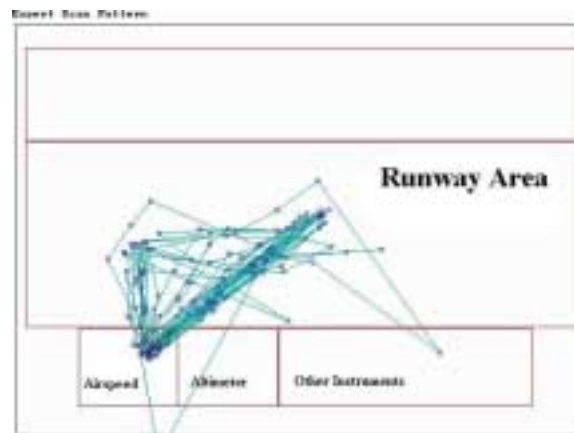 Expert Scan Pattern
Runway Area
Airspeed
Altimeter
Other Instruments